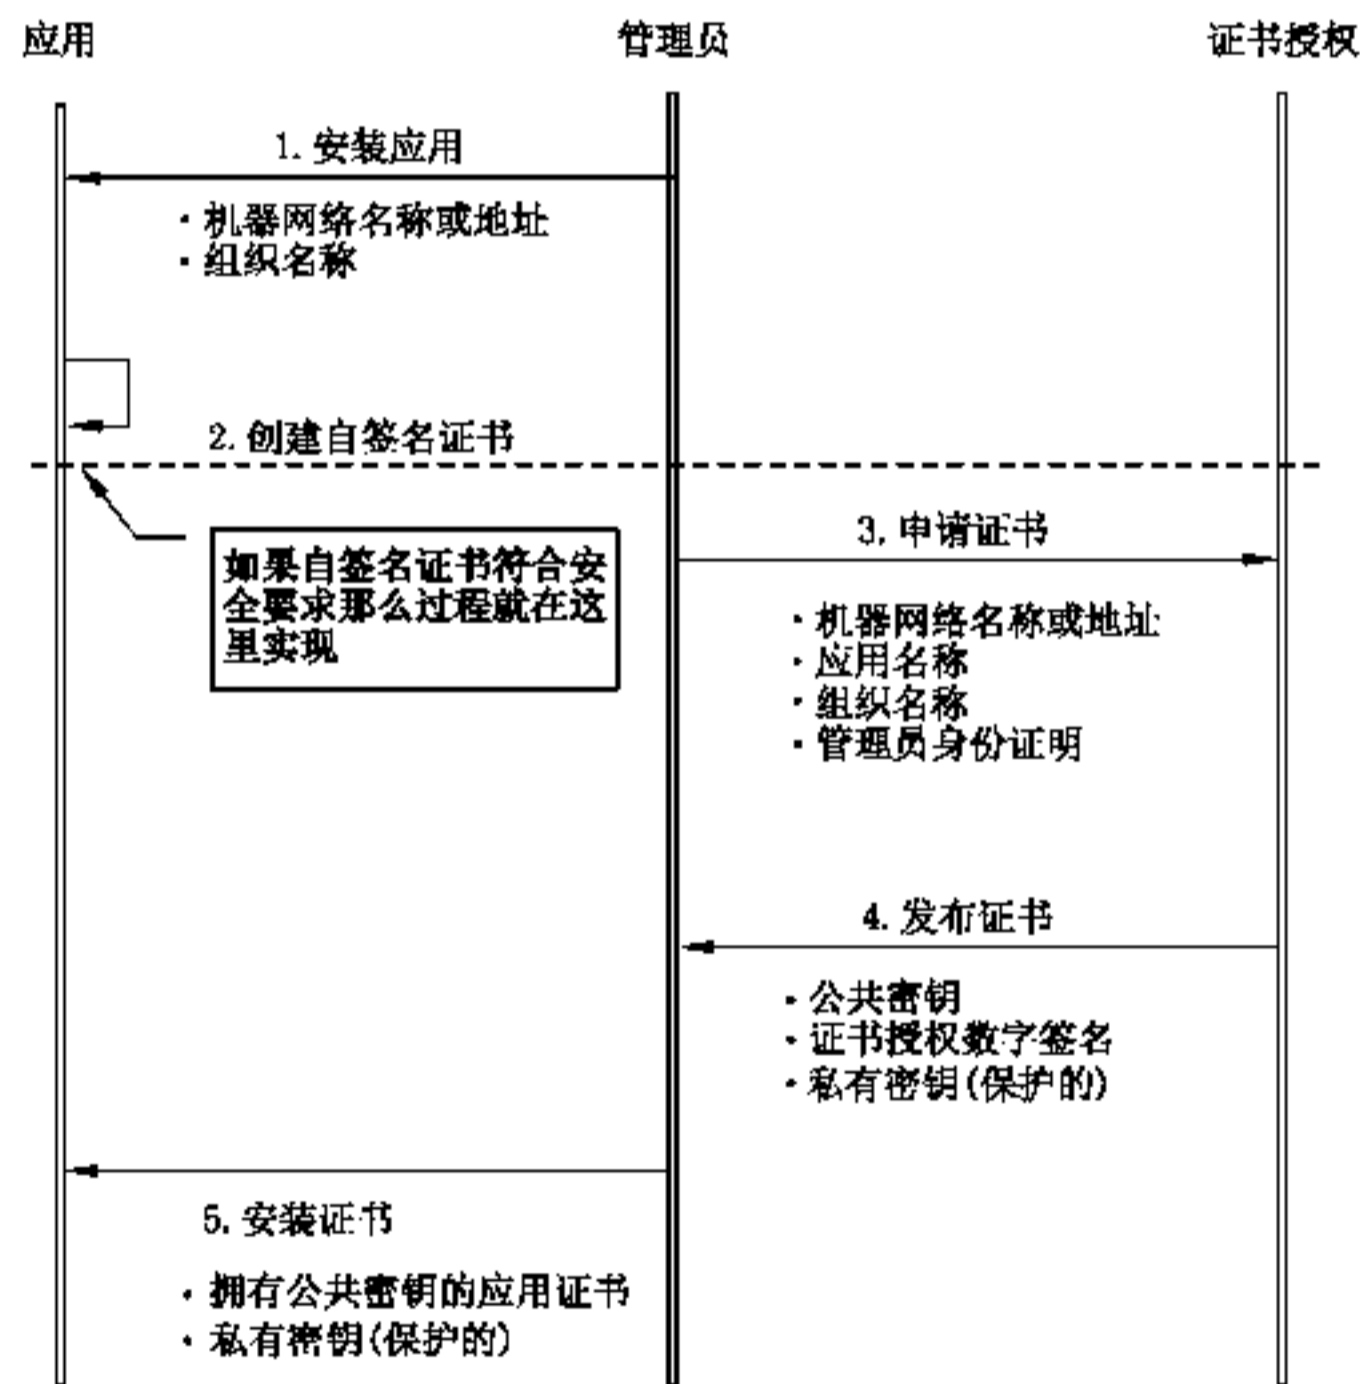 应用 管理员 证书授权
1. 安装应用
· 机器网络名称或地址
· 组织名称
2. 创建自签名证书
如果自签名证书符合安
全要求那么过程就在这
里实现
3. 申请证书
· 机器网络名称或地址
· 应用名称
· 组织名称
· 管理员身份证明
4. 发布证书
· 公共密钥
· 证书授权数字签名
· 私有密钥(保护的)
5. 安装证书
· 拥有公共密钥的应用证书
· 私有密钥(保护的)